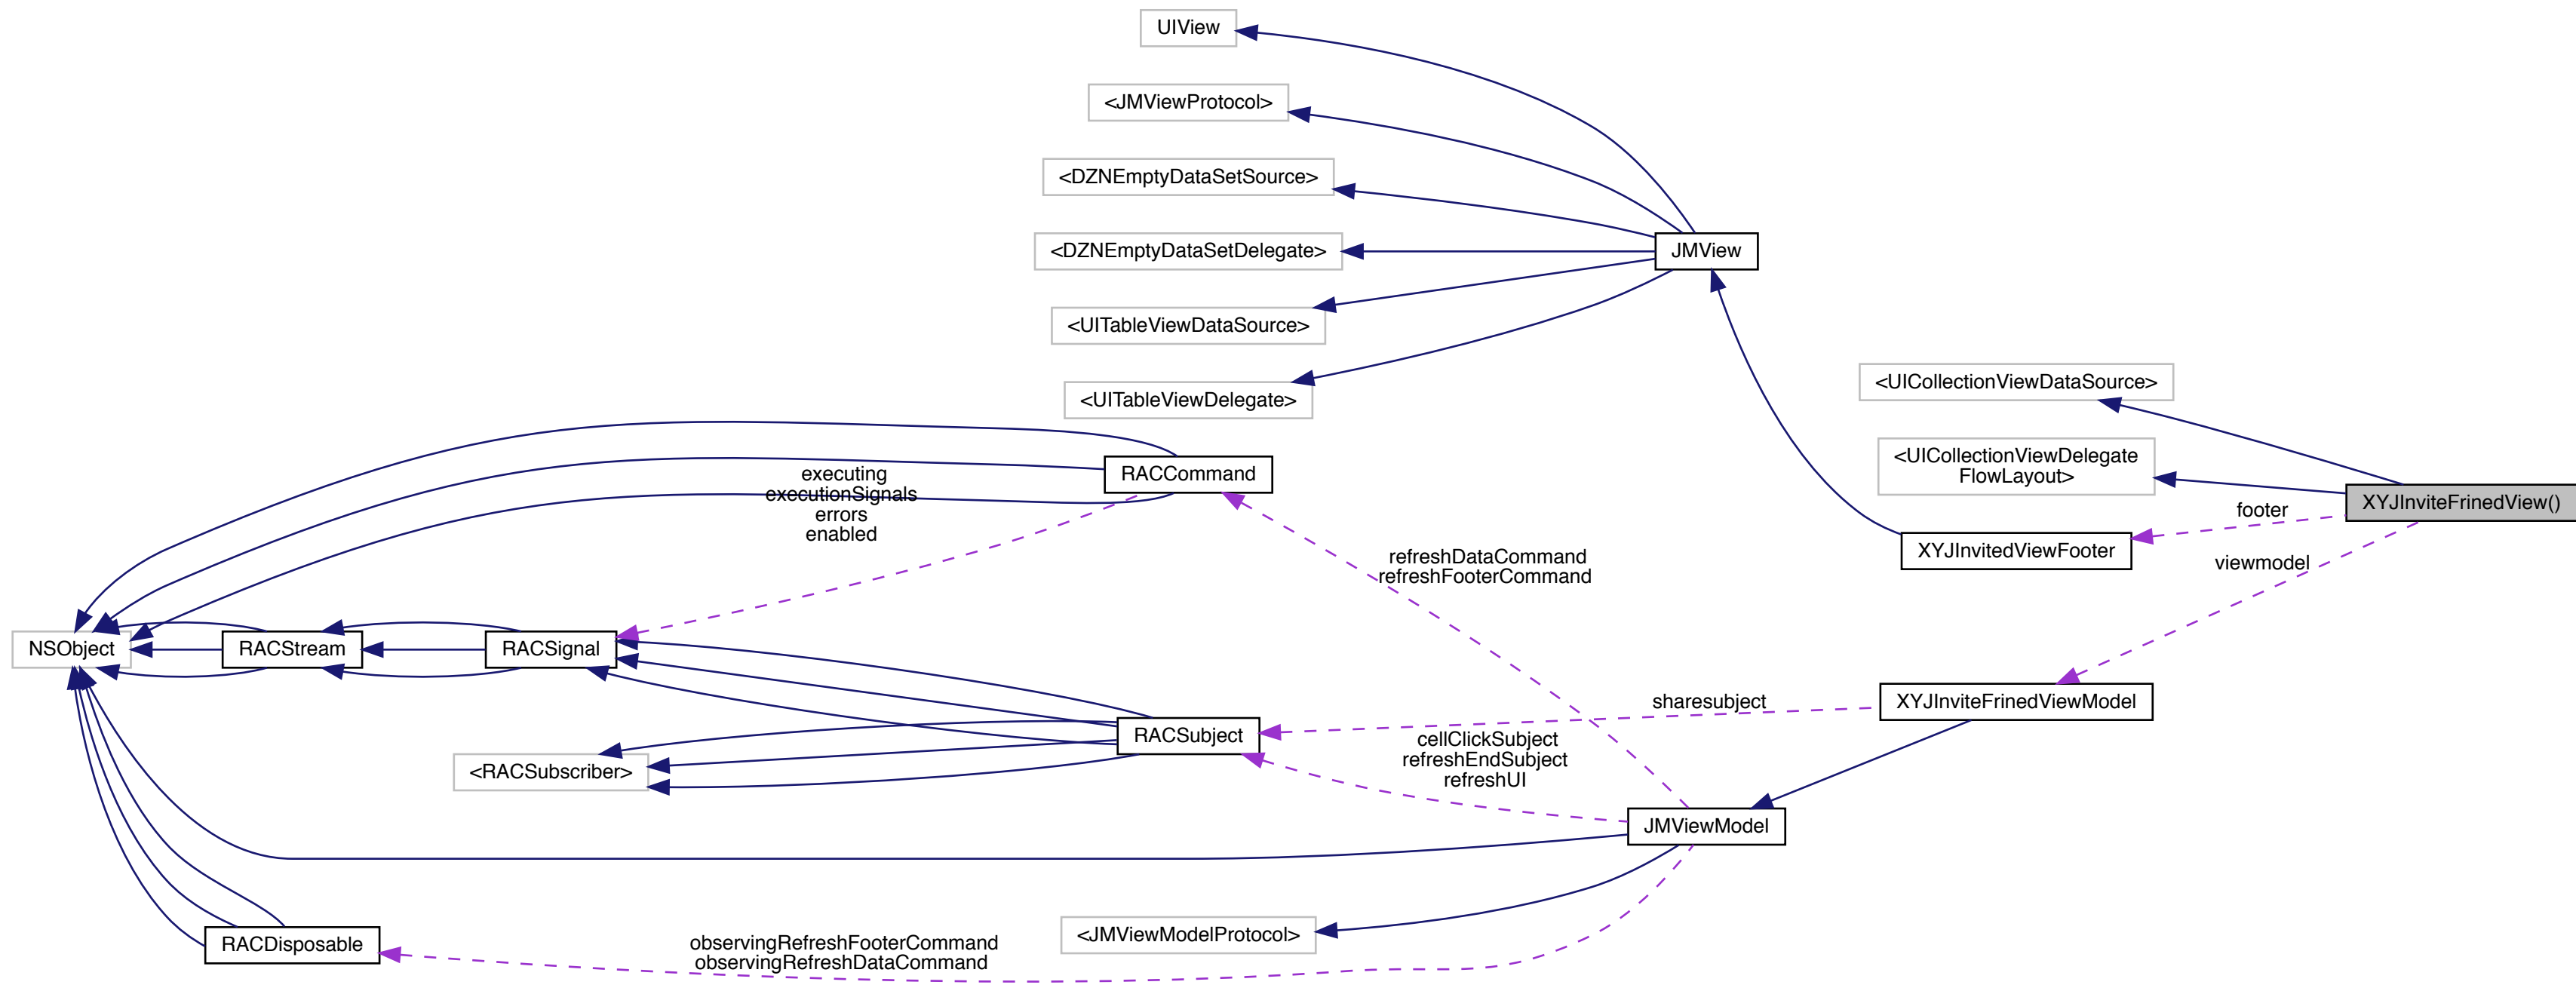 UIView
<JMViewProtocol>
<DZNEmptyDataSetSource>
<DZNEmptyDataSetDelegate>
JMView
<UITableViewDataSource>
<UITableViewDelegate>
<UICollectionViewDataSource>
<UICollectionViewDelegate
FlowLayout>
XYJInviteFrinedView()
footer
XYJInvitedViewFooter
viewmodel
RACCommand
executing
executionSignals
errors
enabled
refreshDataCommand
refreshFooterCommand
NSObject
RACStream
RACSignal
sharesubject
XYJInviteFrinedViewModel
RACSubject
<RACSubscriber>
cellClickSubject
refreshEndSubject
refreshUI
JMViewModel
<JMViewModelProtocol>
RACDisposable
observingRefreshFooterCommand
observingRefreshDataCommand